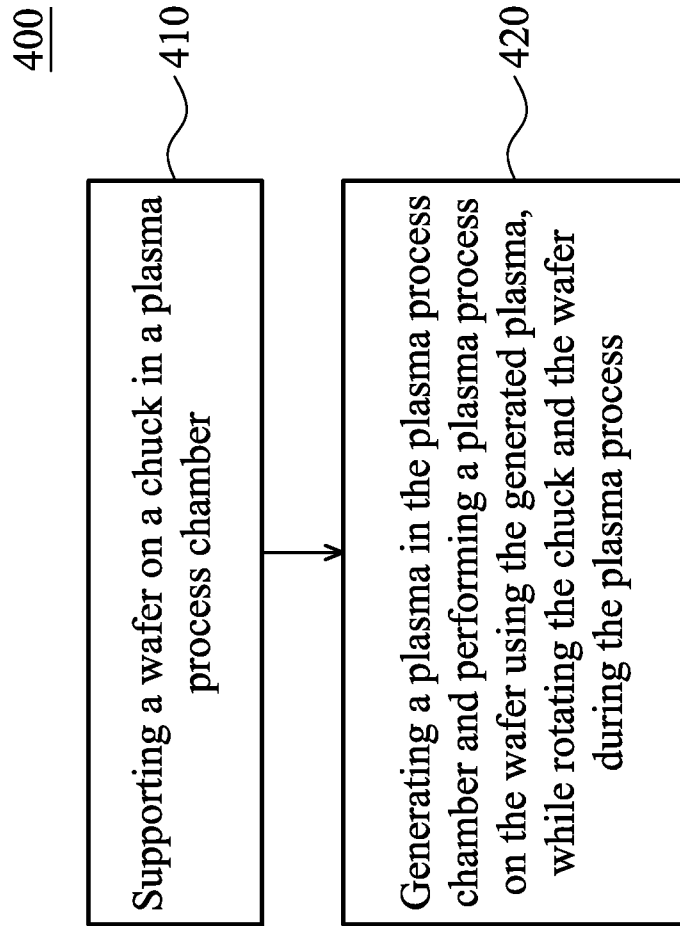 400
Supporting a wafer on a chuck in a plasma
process chamber
410
Generating a plasma in the plasma process
chamber and performing a plasma process
on the wafer using the generated plasma,
while rotating the chuck and the wafer
during the plasma process
420